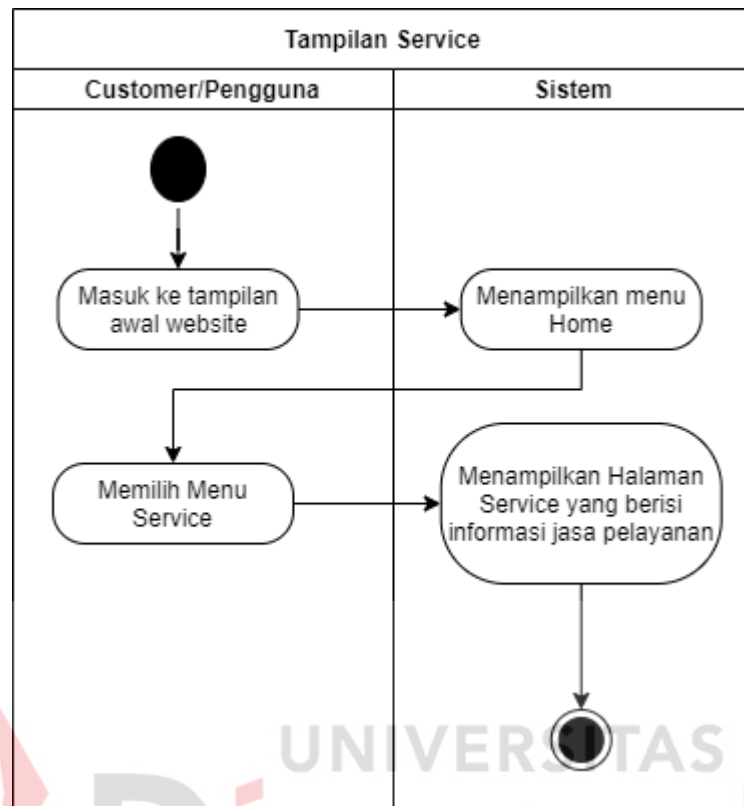 Tampilan Service
Customer/Pengguna
Sistem
Masuk ke tampilan
awal website
Menampilkan menu
Home
Memilih Menu
Service
Menampilkan Halaman
Service yang berisi
informasi jasa pelayanan
UNIVERSITAS